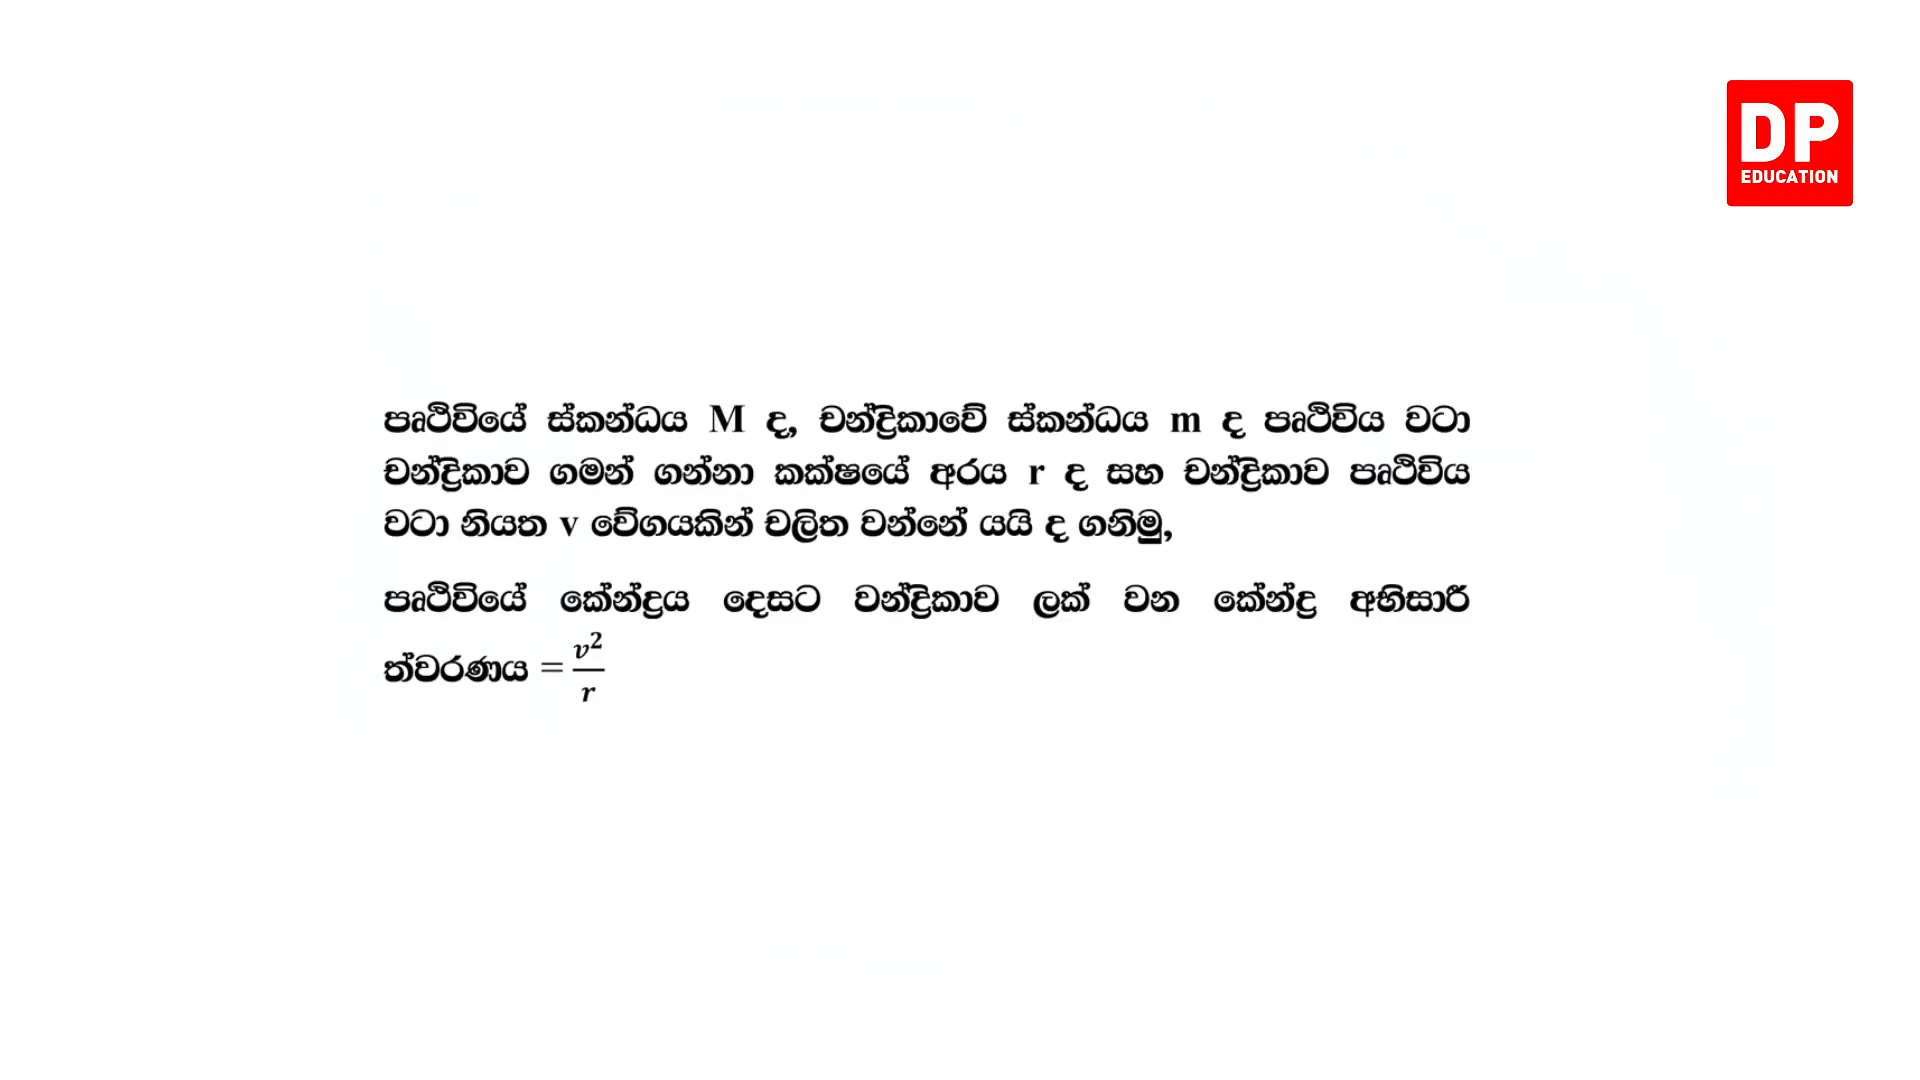 DP
EDUCATION
පෘථිවියේ ස්කන්ධය M ද, චන්ද්‍රිකාවේ ස්කන්ධය m ද පෘථිවිය වටා
චන්ද්‍රිකාව ගමන් ගන්නා කක්ෂයේ අරය r ද සහ චන්ද්‍රිකාව පෘථිවිය
වටා නියත v වේගයකින් චලිත වන්නේ යයි ද ගනිමු,
පෘථිවියේ කේන්ද්‍රය දෙසට චන්ද්‍රිකාව ලක් වන කේන්ද්‍ර අභිසාරී
ත්වරණය = v²/r